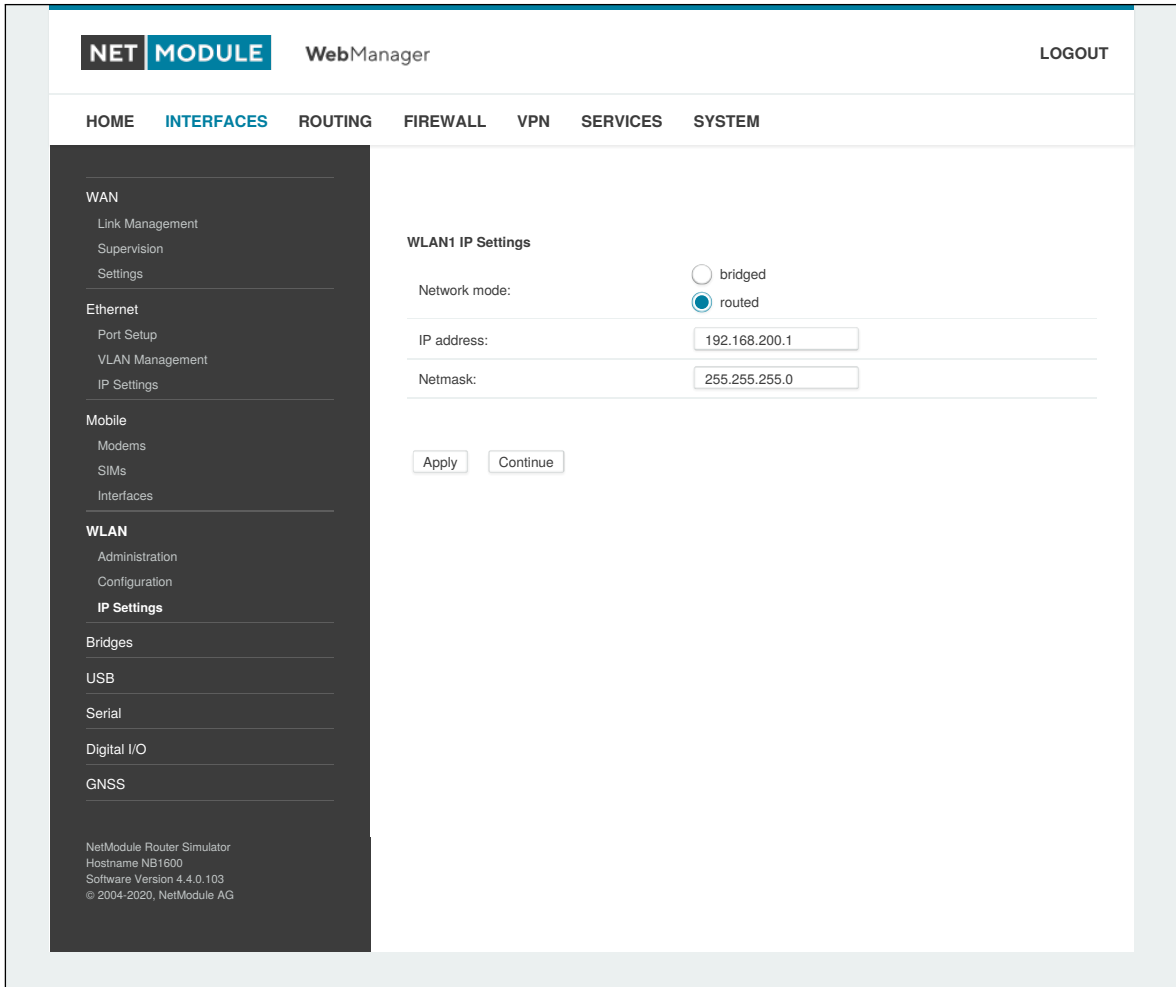 NET MODULE WebManager LOGOUT
HOME INTERFACES ROUTING FIREWALL VPN SERVICES SYSTEM
WAN
Link Management
Supervision
Settings
Ethernet
Port Setup
VLAN Management
IP Settings
Mobile
Modems
SIMs
Interfaces
WLAN
Administration
Configuration
IP Settings
Bridges
USB
Serial
Digital I/O
GNSS
NetModule Router Simulator
Hostname NB1600
Software Version 4.4.0.103
© 2004-2020, NetModule AG
WLAN1 IP Settings
Network mode:
bridged
routed
IP address: 192.168.200.1
Netmask: 255.255.255.0
Apply Continue